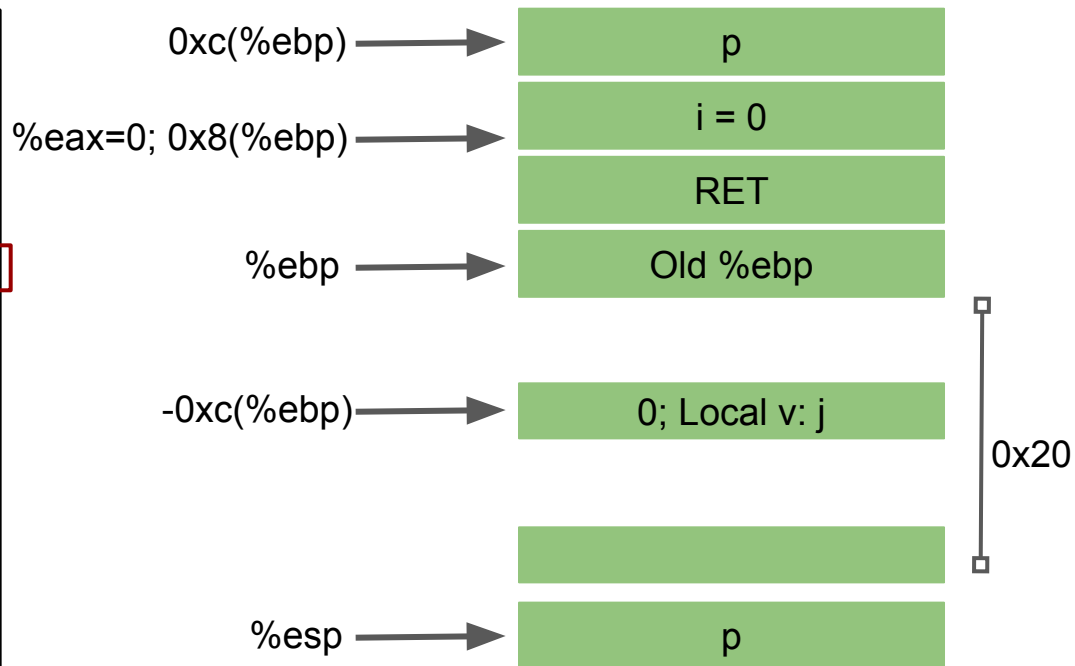 0xc(%ebp)
p
%eax=0; 0x8(%ebp)
i = 0
RET
%ebp
Old %ebp
-0xc(%ebp)
0; Local v: j
0x20
%esp
p